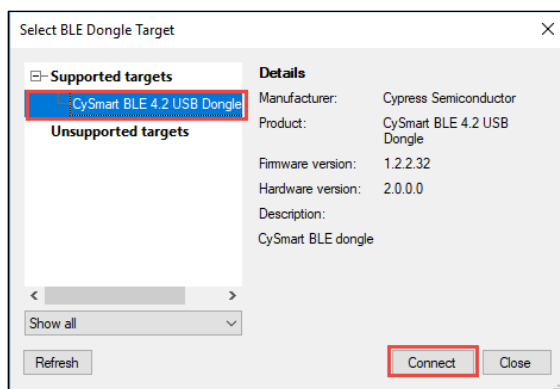 Select BLE Dongle Target
Supported targets
CySmart BLE 4.2 USB Dongle
Unsupported targets
Show all
Refresh
Details
Manufacturer: Cypress Semiconductor
Product: CySmart BLE 4.2 USB
Dongle
Firmware version: 1.2.2.32
Hardware version: 2.0.0.0
Description:
CySmart BLE dongle
Connect
Close